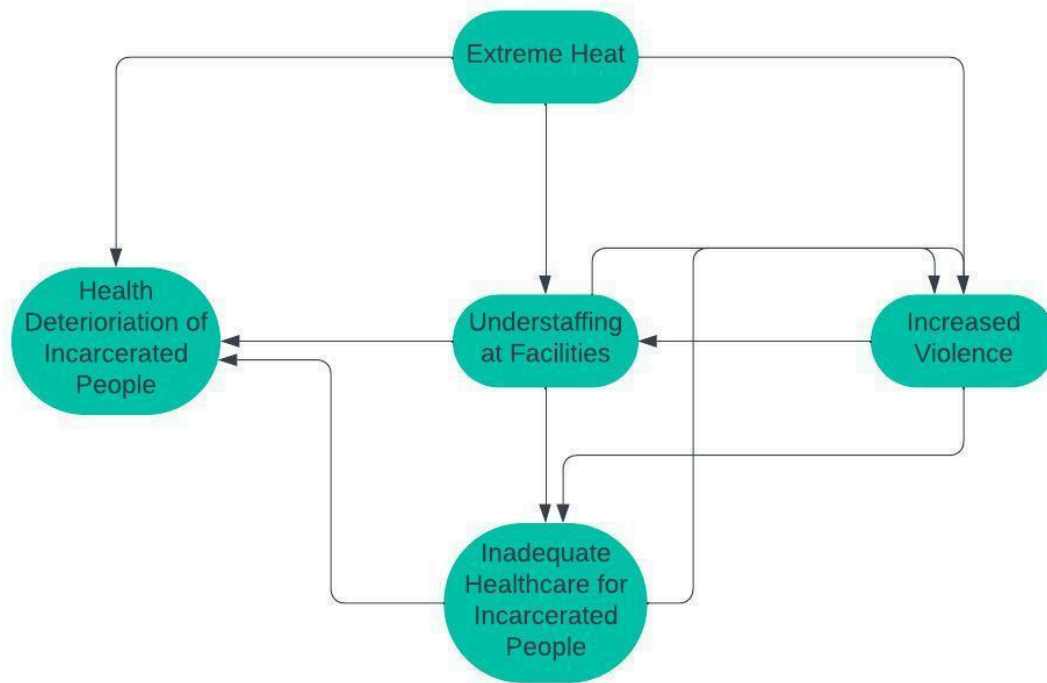 Extreme Heat
Health
Deterioriation of
Incarcerated
People
Understaffing
at Facilities
Increased
Violence
Inadequate
Healthcare for
Incarcerated
People